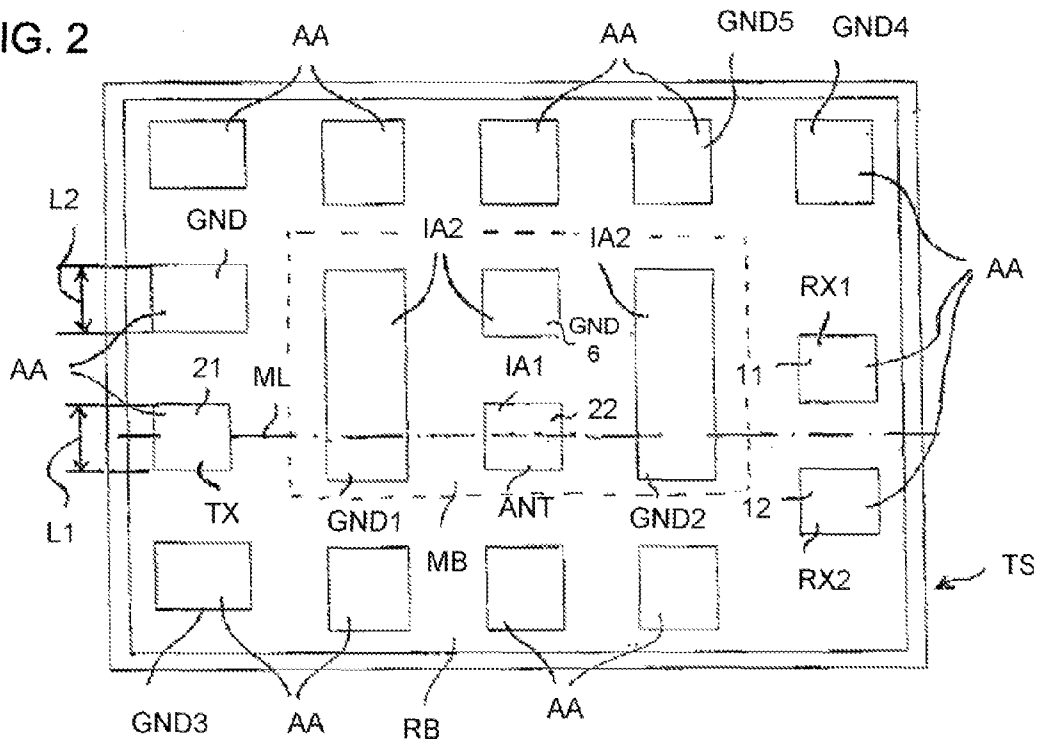 IG. 2
AA AA GND5 GND4
L2 GND IA2 IA2 AA
RX1
GND
6
AA 21 ML IA1 22 11
L1 TX GND1 ANT GND2 12
MB RX2 TS
GND3 AA RB AA